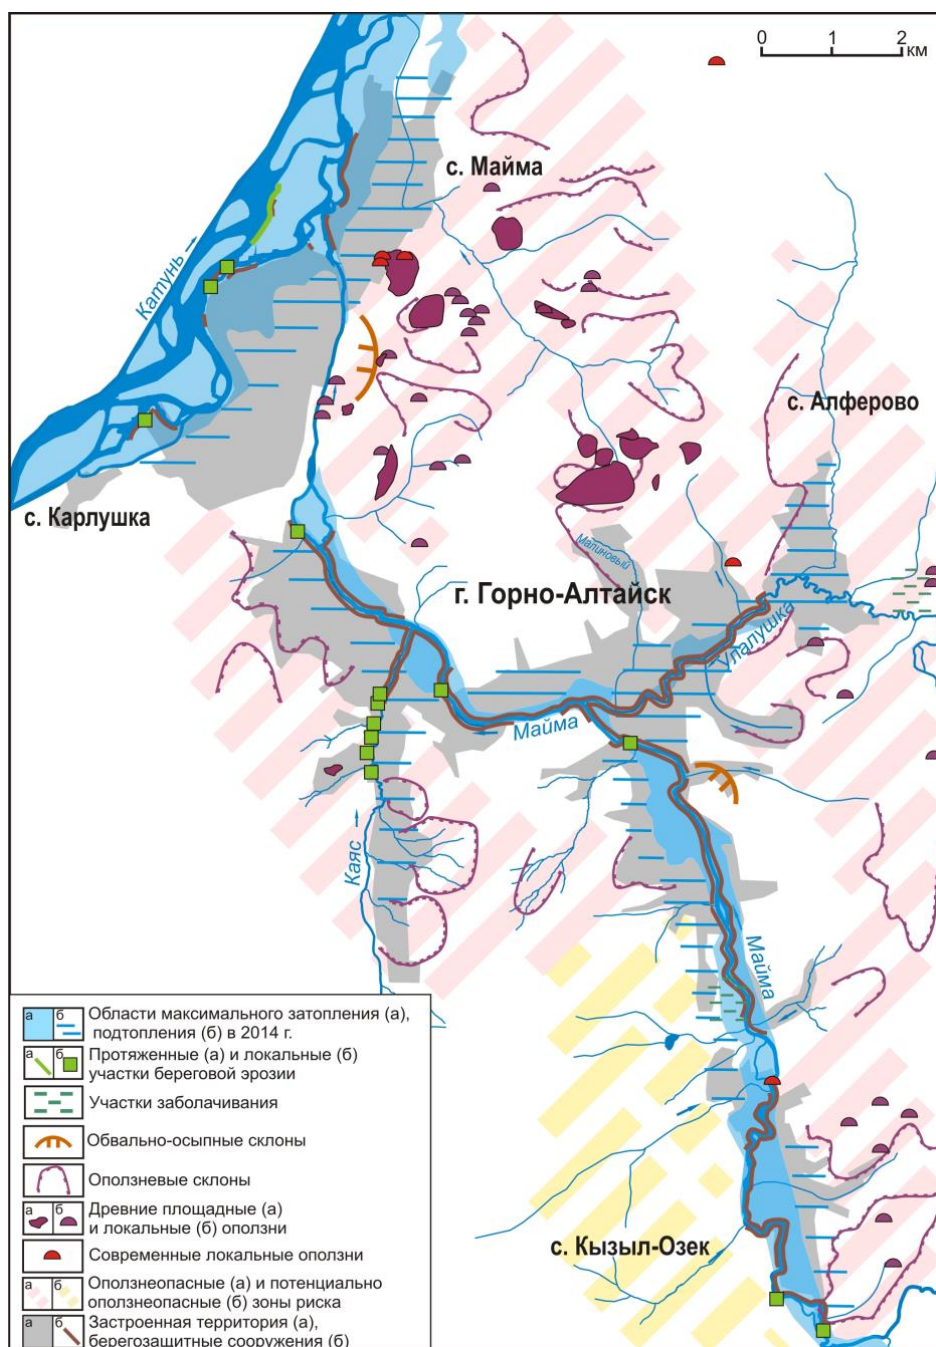 0 1 2
км
с. Майма
Катунь
с. Алферово
с. Карлушка
Малиновый
г. Горно-Алтайск
Улалушка
Майма
Каяс
Майма
с. Кызыл-Озек
а б Области максимального затопления (а),
подтопления (б) в 2014 г.
а б Протяженные (а) и локальные (б)
участки береговой эрозии
Участки заболачивания
Обвально-осыпные склоны
Оползневые склоны
а б Древние площадные (а)
и локальные (б) оползни
Современные локальные оползни
а б Оползнеопасные (а) и потенциально
оползнеопасные (б) зоны риска
а б Застроенная территория (а),
берегозащитные сооружения (б)